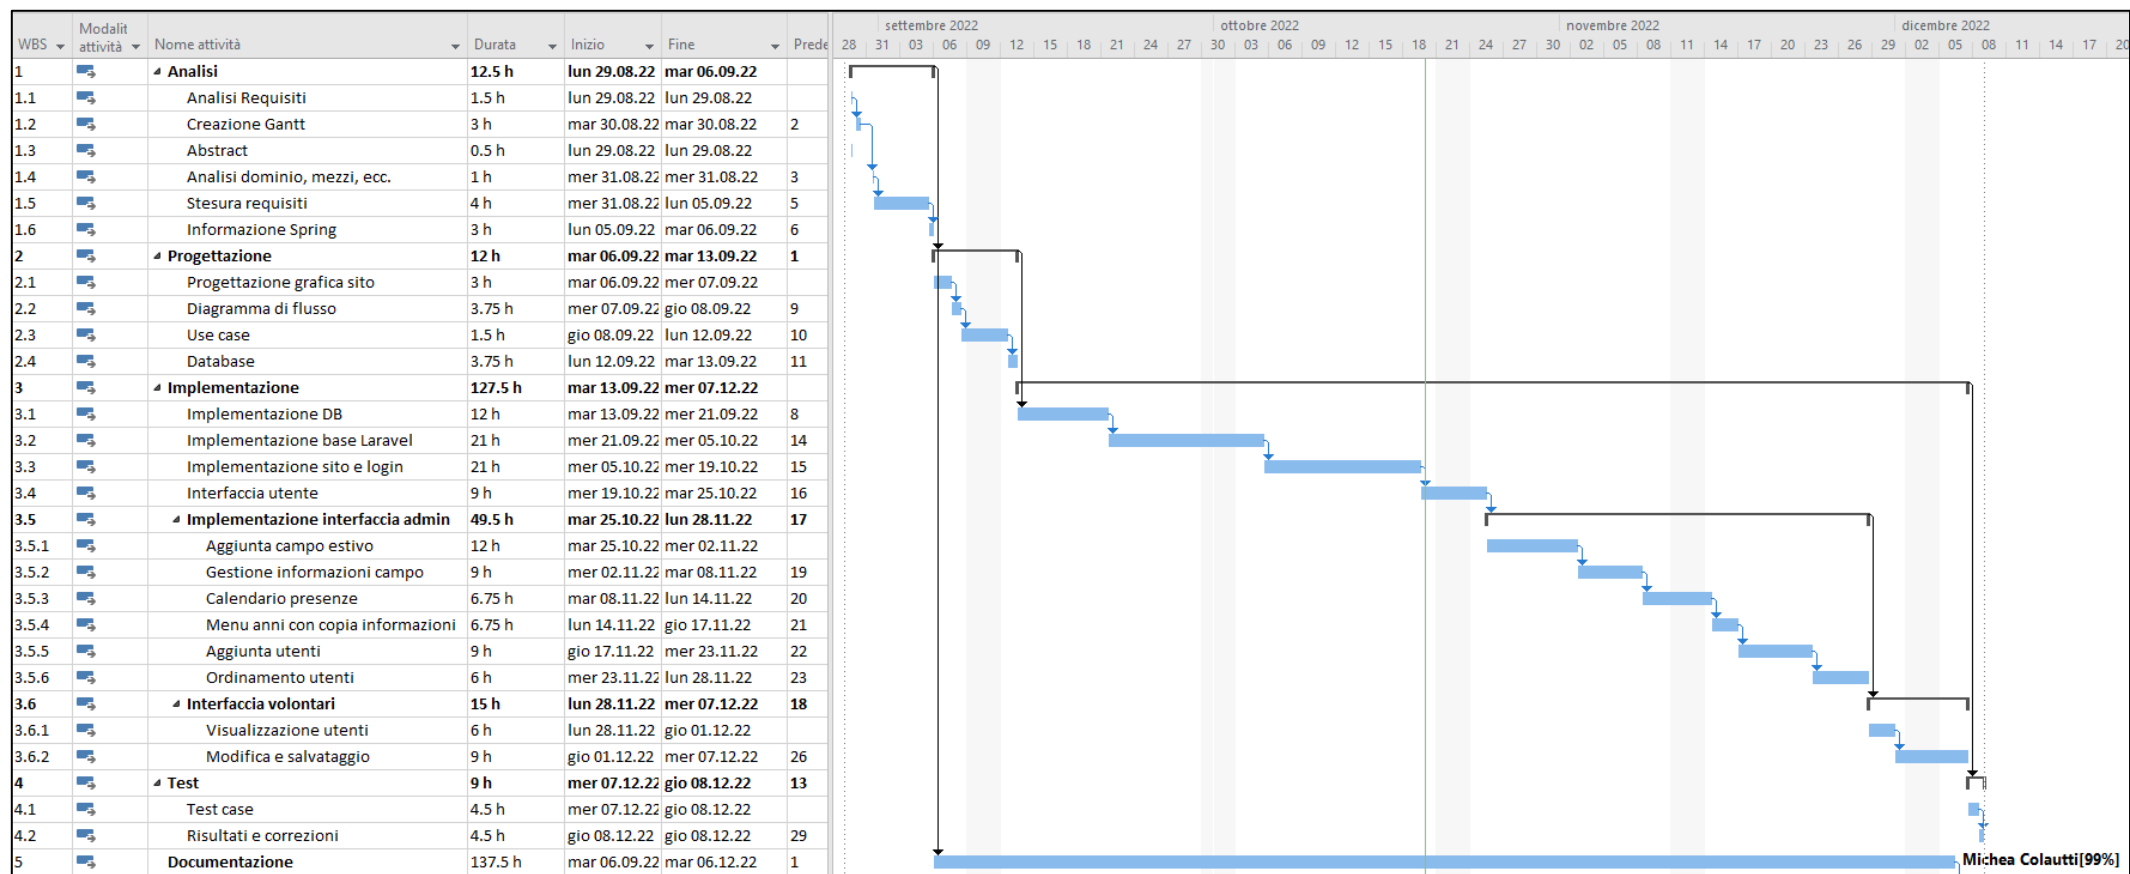 settembre 2022 ottobre 2022 novembre 2022 dicembre 2022
WBS Modalit attività Nome attività Durata Inizio Fine Prede 28 31 03 06 09 12 15 18 21 24 27 30 03 06 09 12 15 18 21 24 27 30 02 05 08 11 14 17 20 23 26 29 02 05 08 11 14 17 20
1 Analisi 12.5 h lun 29.08.22 mar 06.09.22
1.1 Analisi Requisiti 1.5 h lun 29.08.22 lun 29.08.22
1.2 Creazione Gantt 3 h mar 30.08.22 mar 30.08.22 2
1.3 Abstract 0.5 h lun 29.08.22 lun 29.08.22
1.4 Analisi dominio, mezzi, ecc. 1 h mer 31.08.22 mer 31.08.22 3
1.5 Stesura requisiti 4 h mer 31.08.22 lun 05.09.22 5
1.6 Informazione Spring 3 h lun 05.09.22 mar 06.09.22 6
2 Progettazione 12 h mar 06.09.22 mar 13.09.22 1
2.1 Progettazione grafica sito 3 h mar 06.09.22 mer 07.09.22
2.2 Diagramma di flusso 3.75 h mer 07.09.22 gio 08.09.22 9
2.3 Use case 1.5 h gio 08.09.22 lun 12.09.22 10
2.4 Database 3.75 h lun 12.09.22 mar 13.09.22 11
3 Implementazione 127.5 h mar 13.09.22 mer 07.12.22
3.1 Implementazione DB 12 h mar 13.09.22 mer 21.09.22 8
3.2 Implementazione base Laravel 21 h mer 21.09.22 mer 05.10.22 14
3.3 Implementazione sito e login 21 h mer 05.10.22 mer 19.10.22 15
3.4 Interfaccia utente 9 h mer 19.10.22 mar 25.10.22 16
3.5 Implementazione interfaccia admin 49.5 h mar 25.10.22 lun 28.11.22 17
3.5.1 Aggiunta campo estivo 12 h mar 25.10.22 mer 02.11.22
3.5.2 Gestione informazioni campo 9 h mer 02.11.22 mar 08.11.22 19
3.5.3 Calendario presenze 6.75 h mar 08.11.22 lun 14.11.22 20
3.5.4 Menu anni con copia informazioni 6.75 h lun 14.11.22 gio 17.11.22 21
3.5.5 Aggiunta utenti 9 h gio 17.11.22 mer 23.11.22 22
3.5.6 Ordinamento utenti 6 h mer 23.11.22 lun 28.11.22 23
3.6 Interfaccia volontari 15 h lun 28.11.22 mer 07.12.22 18
3.6.1 Visualizzazione utenti 6 h lun 28.11.22 gio 01.12.22
3.6.2 Modifica e salvataggio 9 h gio 01.12.22 mer 07.12.22 26
4 Test 9 h mer 07.12.22 gio 08.12.22 13
4.1 Test case 4.5 h mer 07.12.22 gio 08.12.22
4.2 Risultati e correzioni 4.5 h gio 08.12.22 gio 08.12.22 29
5 Documentazione 137.5 h mar 06.09.22 mar 06.12.22 1 Michea Colautti[99%]